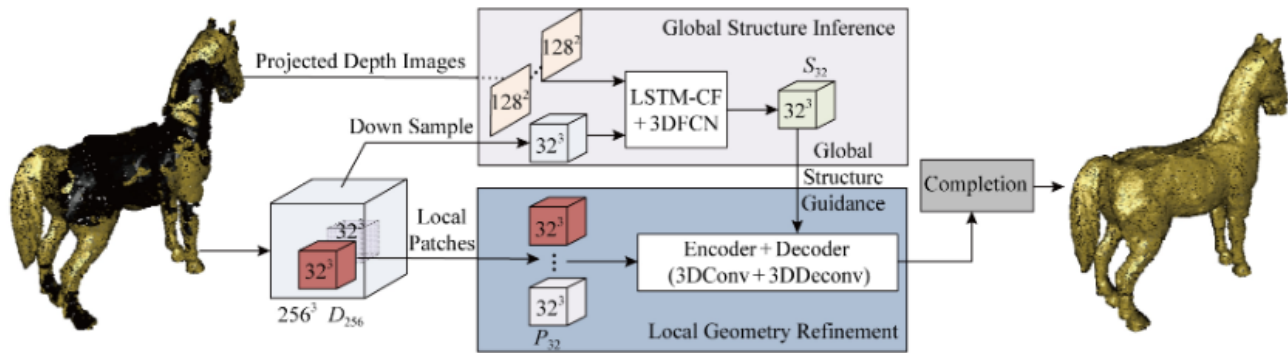 Global Structure Inference
Projected Depth Images
128²
128²
LSTM-CF
+3DFCN
S₃₂
32³
Down Sample
32³
Global
Structure
Guidance
Completion
Local
Patches
32³
32³
256³ D₂₅₆
32³
32³
P₃₂
Encoder+Decoder
(3DConv+3DDeconv)
Local Geometry Refinement